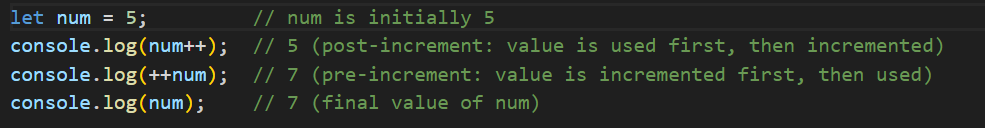 let num = 5;         // num is initially 5
console.log(num++);  // 5 (post-increment: value is used first, then incremented)
console.log(++num);  // 7 (pre-increment: value is incremented first, then used)
console.log(num);    // 7 (final value of num)